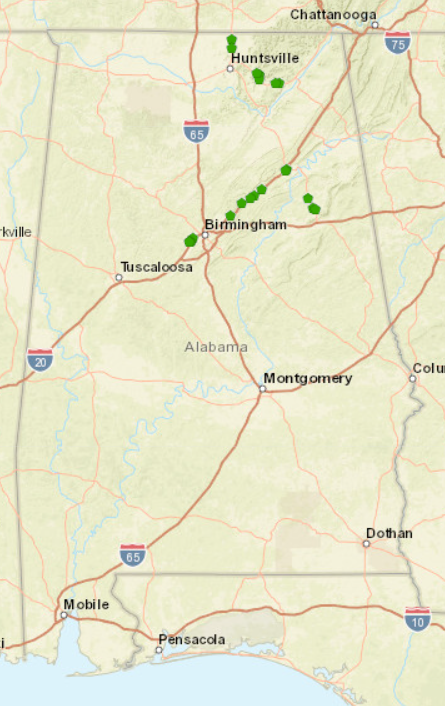 Chattanooga
75
Huntsville
65
rkville
Birmingham
Tuscaloosa
Alabama
20
Montgomery
Colu
Dothan
65
Mobile
10
i
Pensacola